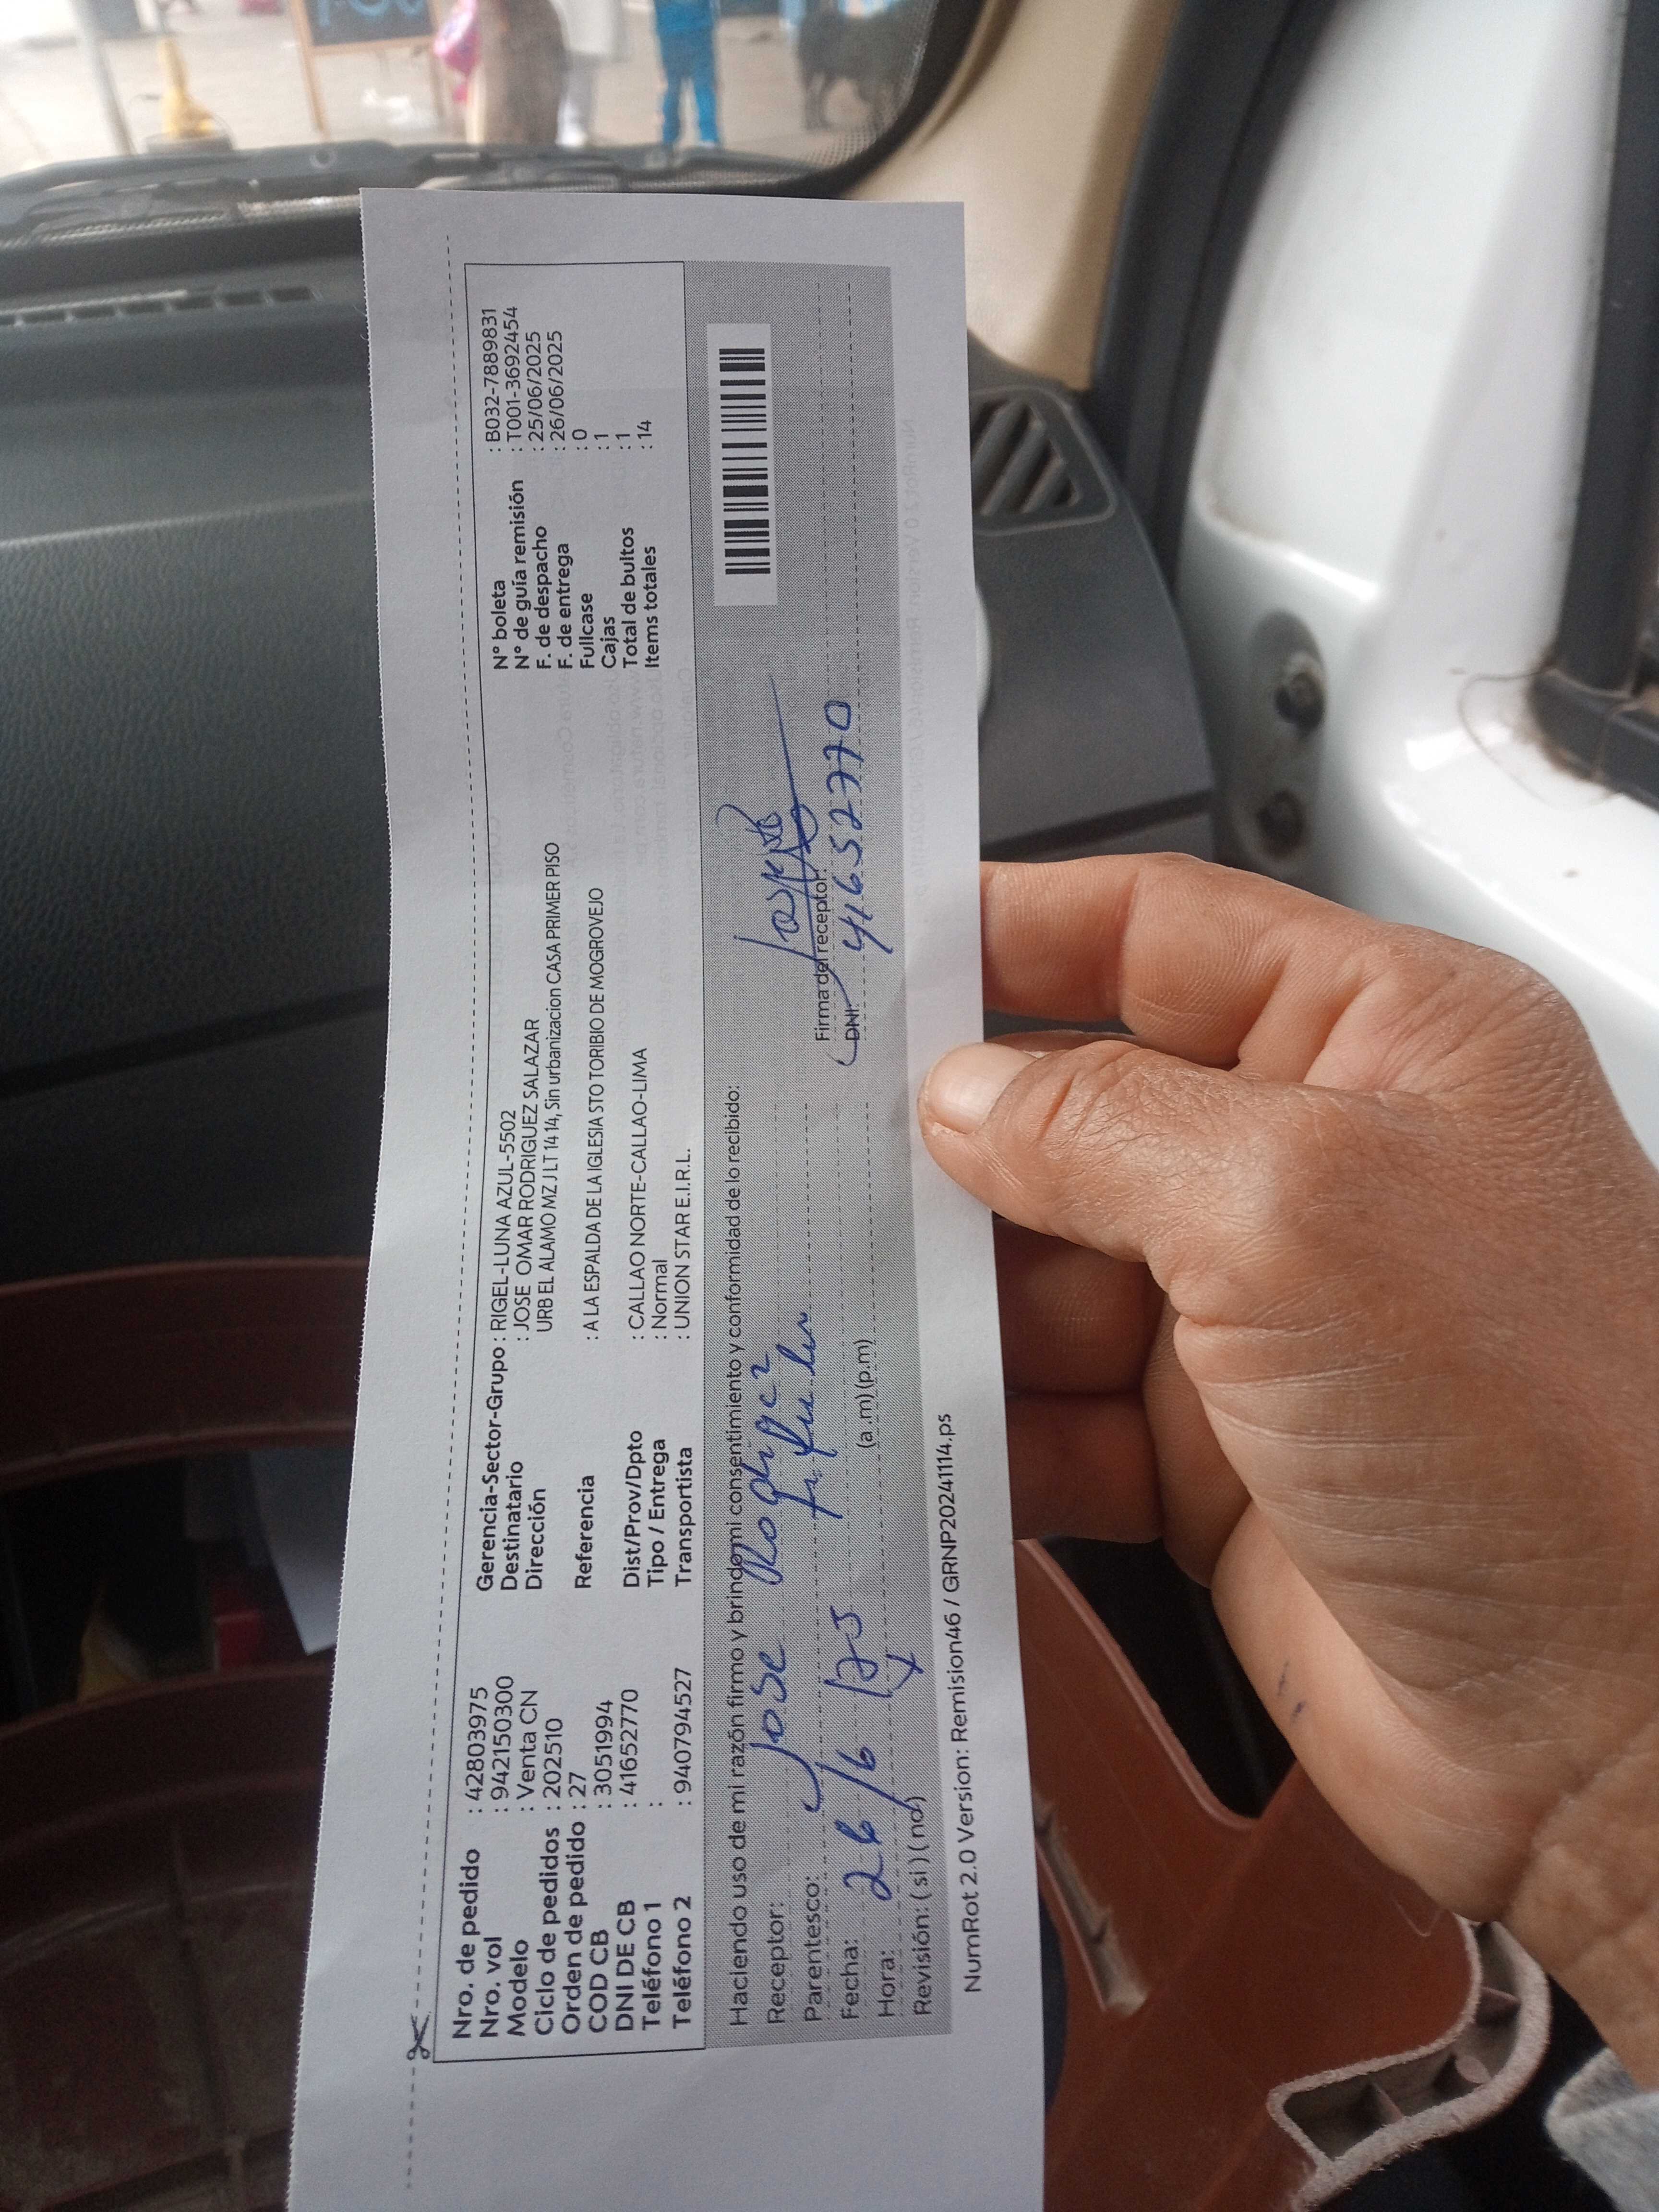 Nro. de pedido : 42803975
Nro. vol : 942150300
Modelo : Venta CN
Ciclo de pedidos : 202510
Orden de pedido : 27
COD CB : 3051994
DNI DE CB : 41652770
Teléfono 1 :
Teléfono 2 : 940794527
Gerencia-Sector-Grupo : RIGEL-LUNA AZUL-5502
Destinatario : JOSE OMAR RODRIGUEZ SALAZAR
Dirección URB EL ALAMO MZ J LT 14 14, Sin urbanizacion CASA PRIMER PISO
Referencia : A LA ESPALDA DE LA IGLESIA STO TORIBIO DE MOGROVEJO
Dist/Prov/Dpto : CALLAO NORTE-CALLAO-LIMA
Tipo / Entrega : Normal
Transportista : UNION STAR E.I.R.L.
N° boleta : B032-7889831
N° de guía remisión : T001-3692454
F. de despacho : 25/06/2025
F. de entrega : 26/06/2025
Fullcase : 0
Cajas : 1
Total de bultos : 1
Items totales : 14
Haciendo uso de mi razón firmo y brindo mi consentimiento y conformidad de lo recibido:
Receptor: Jose
Parentesco:
Fecha: 26/6/25
Hora: (a .m) (p.m)
Revisión: ( si ) ( no )
Firma del receptor:
DNI: 41652770
NumRot 2.0 Version: Remision46 / GRNP20241114.ps